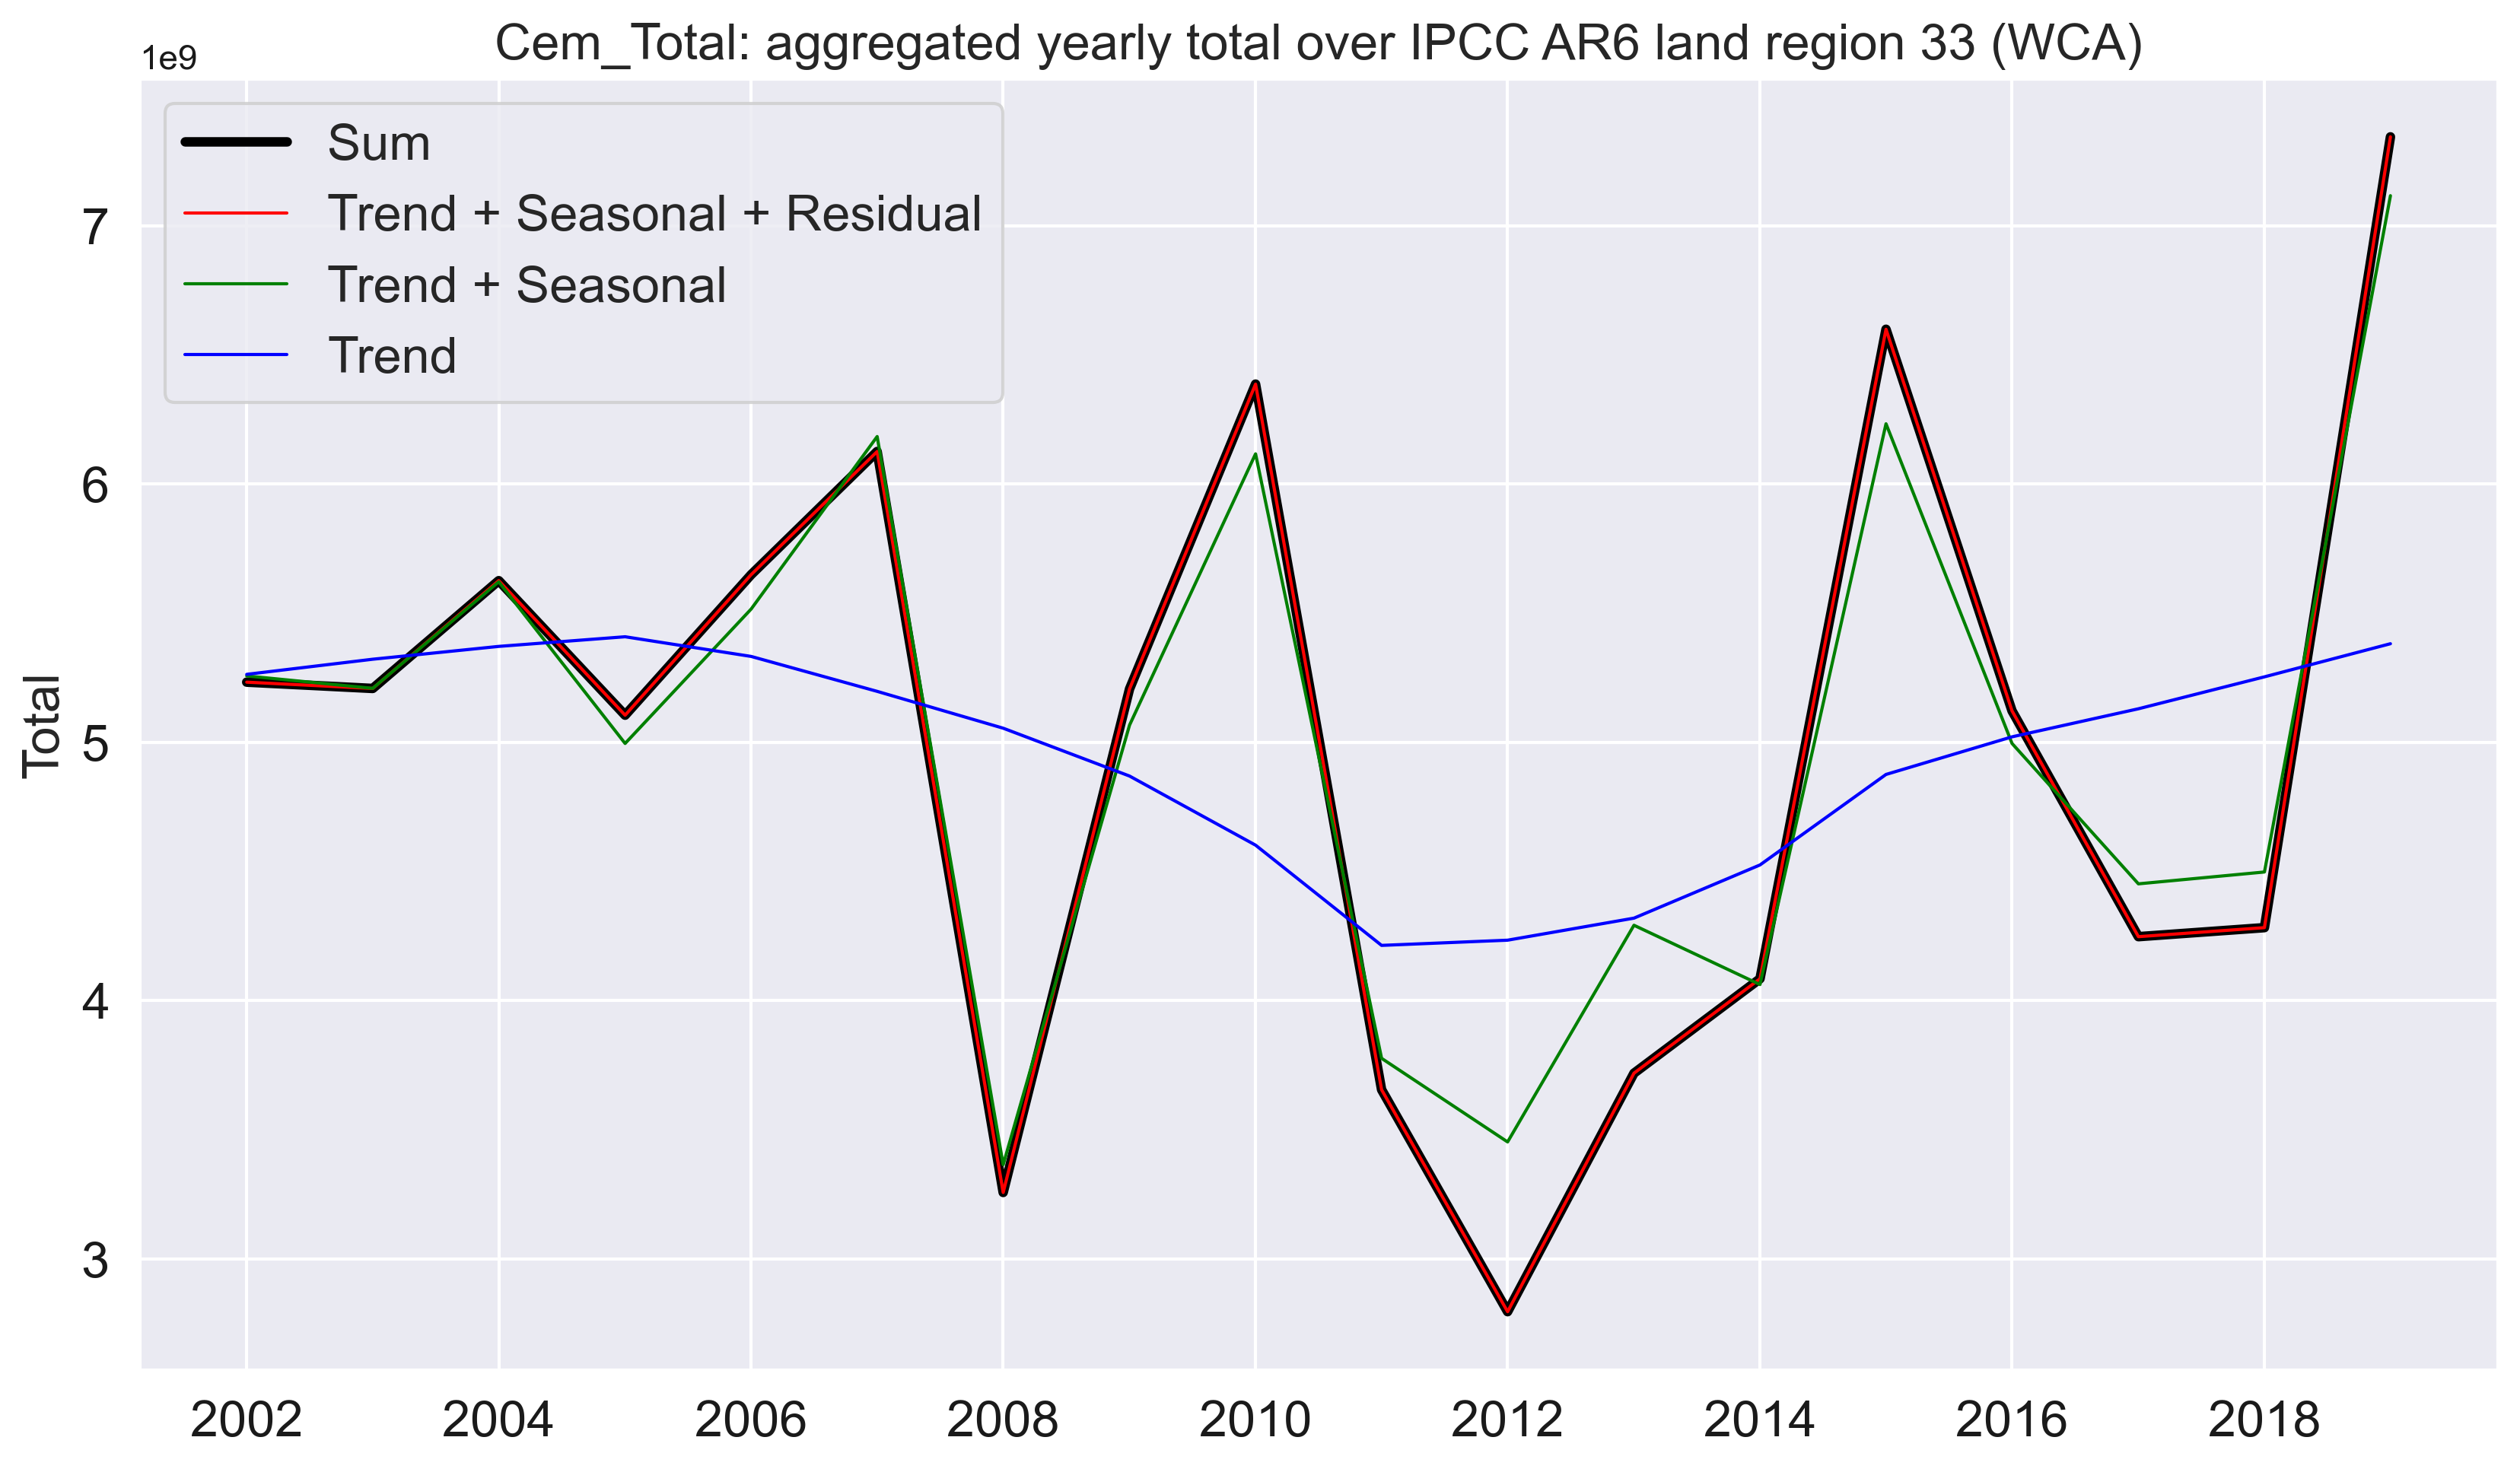 Cem_Total: aggregated yearly total over IPCC AR6 land region 33 (WCA)
1e9
Sum
Trend + Seasonal + Residual
Trend + Seasonal
Trend
7
6
5
4
3
Total
2002 2004 2006 2008 2010 2012 2014 2016 2018